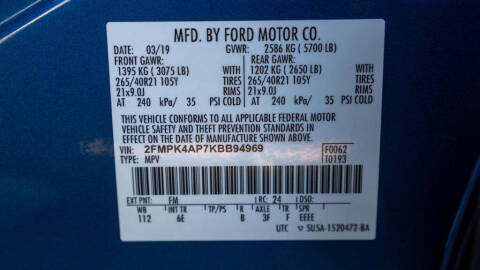 MFD. BY FORD MOTOR CO.
DATE: 03/19 GVWR: 2586 KG ( 5700 LB)
FRONT GAWR: REAR GAWR:
1395 KG ( 3075 LB) WITH 1202 KG ( 2650 LB) WITH
265/40R21 105Y TIRES 265/40R21 105Y TIRES
21x9.0J RIMS 21x9.0J RIMS
AT 240 kPa/ 35 PSI COLD AT 240 kPa/ 35 PSI COLD
THIS VEHICLE CONFORMS TO ALL APPLICABLE FEDERAL MOTOR
VEHICLE SAFETY AND THEFT PREVENTION STANDARDS IN
EFFECT ON THE DATE OF MANUFACTURE SHOWN ABOVE.
VIN: 2FMPK4AP7KBB94969 F0062
TYPE: MPV T0193
EXT PNT: FM RC: 24 DSO:
WB INT TR TP/PS R AXLE TR SPR
112 6E B 3F F EEEE
UTC 5USA-1520472-BA